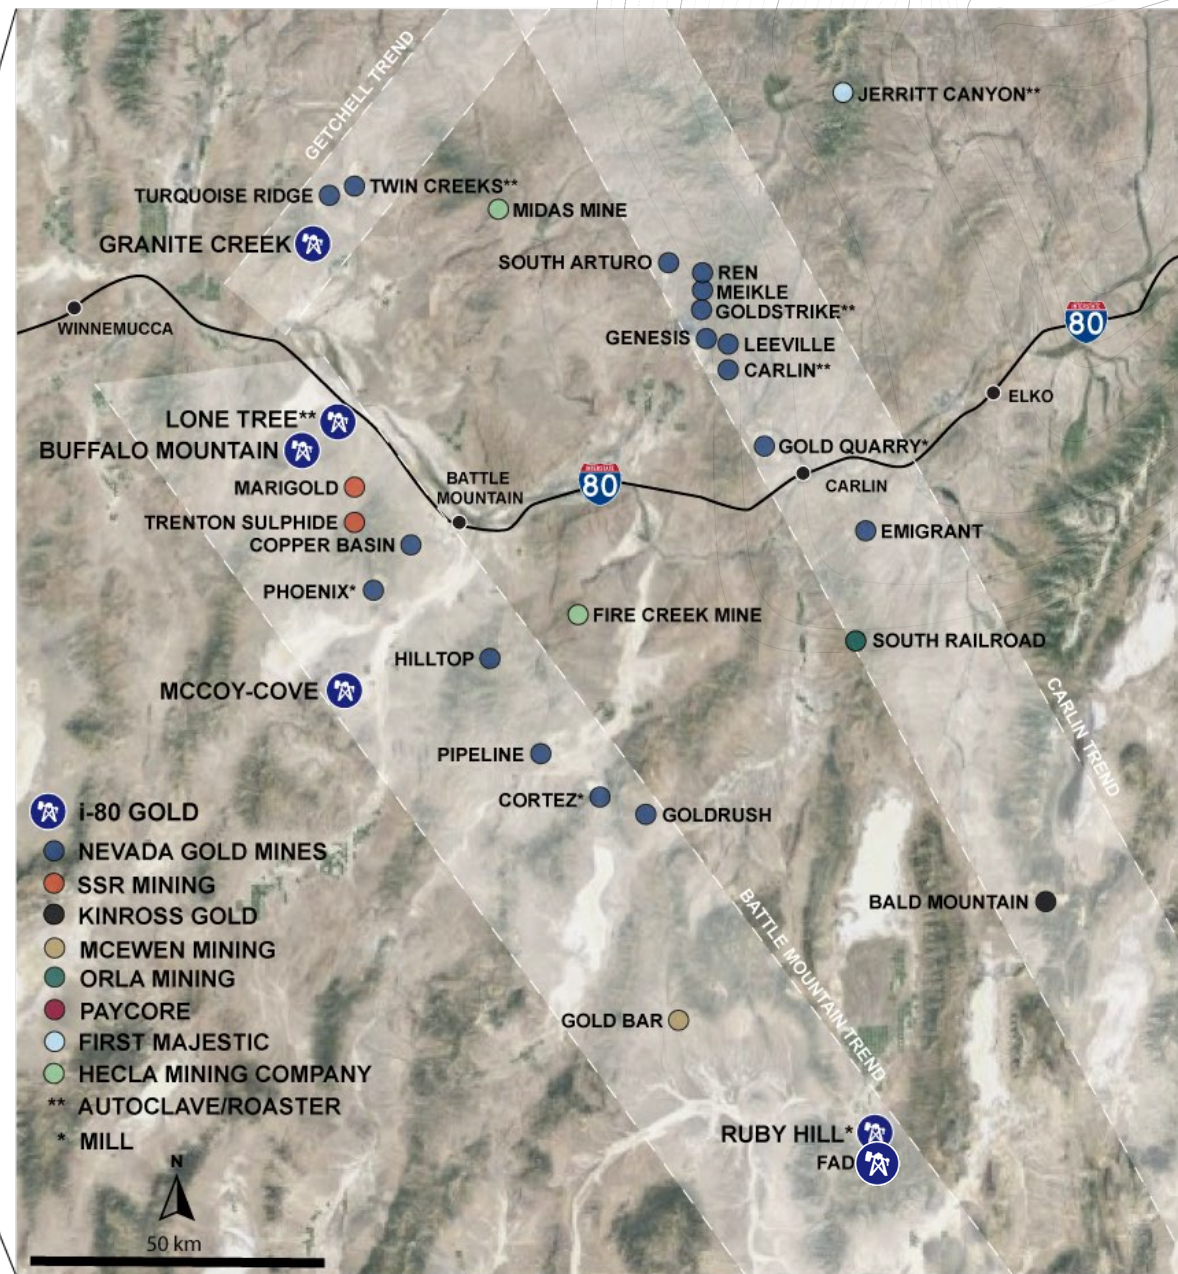 GETCHELL TREND
JERRITT CANYON**
TURQUOISE RIDGE
TWIN CREEKS**
MIDAS MINE
GRANITE CREEK
SOUTH ARTURO
REN
MEIKLE
GOLDSTRIKE**
WINNEMUCCA
INTERSTATE
80
GENESIS
LEEVILLE
CARLIN**
ELKO
LONE TREE**
BUFFALO MOUNTAIN
GOLD QUARRY*
BATTLE
MOUNTAIN
INTERSTATE
80
CARLIN
MARIGOLD
TRENTON SULPHIDE
COPPER BASIN
EMIGRANT
PHOENIX*
FIRE CREEK MINE
SOUTH RAILROAD
HILLTOP
MCCOY-COVE
CARLIN TREND
PIPELINE
CORTEZ*
GOLDRUSH
BALD MOUNTAIN
BATTLE MOUNTAIN TREND
GOLD BAR
RUBY HILL*
FAD
i-80 GOLD
NEVADA GOLD MINES
SSR MINING
KINROSS GOLD
MCEWEN MINING
ORLA MINING
PAYCORE
FIRST MAJESTIC
HECLA MINING COMPANY
** AUTOCLAVE/ROASTER
* MILL
N
50 km